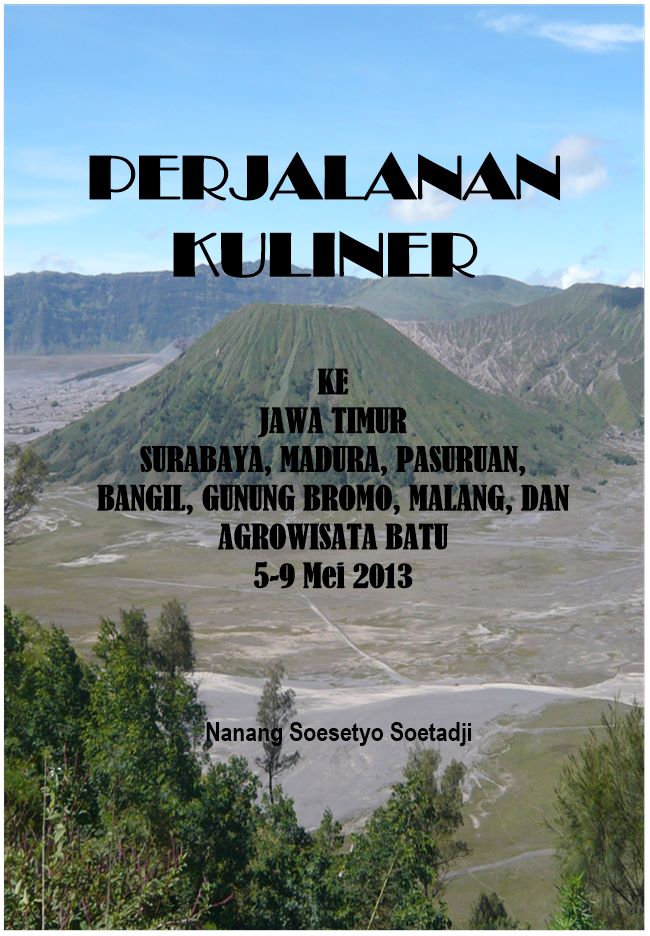 PERJALANAN
KULINER
KE
JAWA TIMUR
SURABAYA, MADURA, PASURUAN,
BANGIL, GUNUNG BROMO, MALANG, DAN
AGROWISATA BATU
5-9 Mei 2013
Nanang Soesetyo Soetadji